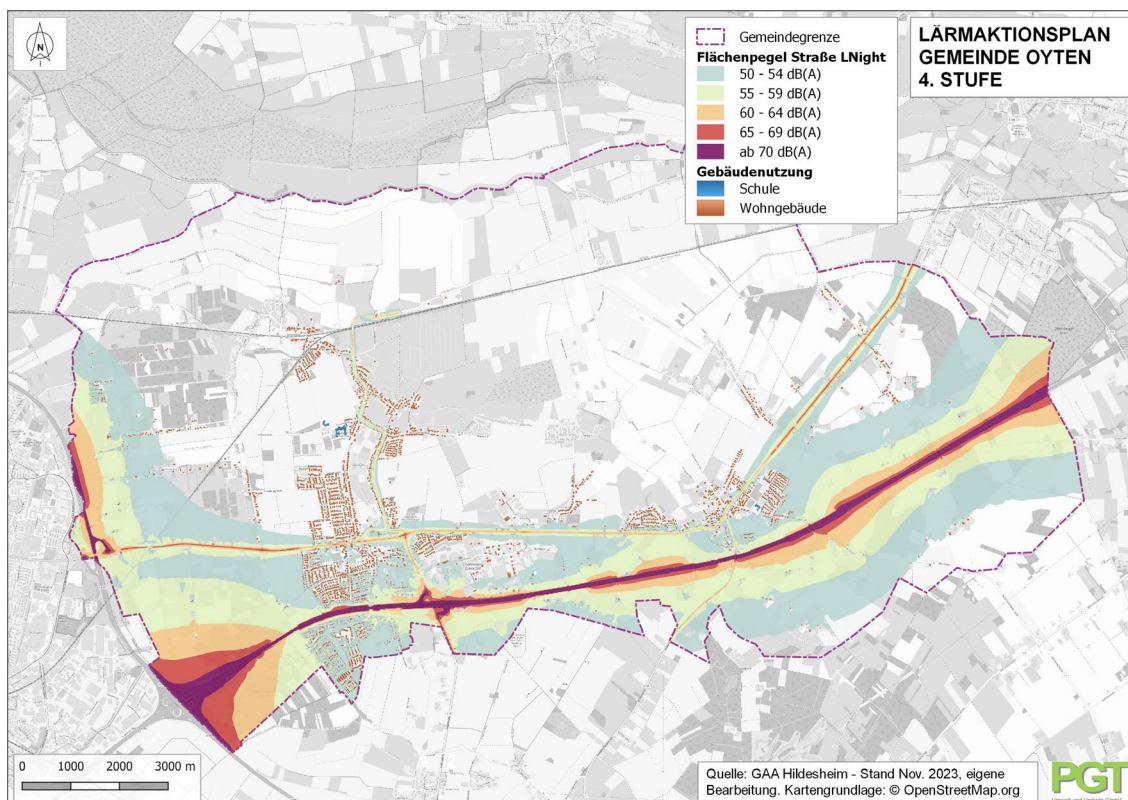 N
Gemeindegrenze
Flächenpegel Straße LNight
50 - 54 dB(A)
55 - 59 dB(A)
60 - 64 dB(A)
65 - 69 dB(A)
ab 70 dB(A)
Gebäudenutzung
Schule
Wohngebäude
LÄRMAKTIONSPLAN
GEMEINDE OYTEN
4. STUFE
0 1000 2000 3000 m
Quelle: GAA Hildesheim - Stand Nov. 2023, eigene
Bearbeitung. Kartengrundlage: © OpenStreetMap.org
PGT